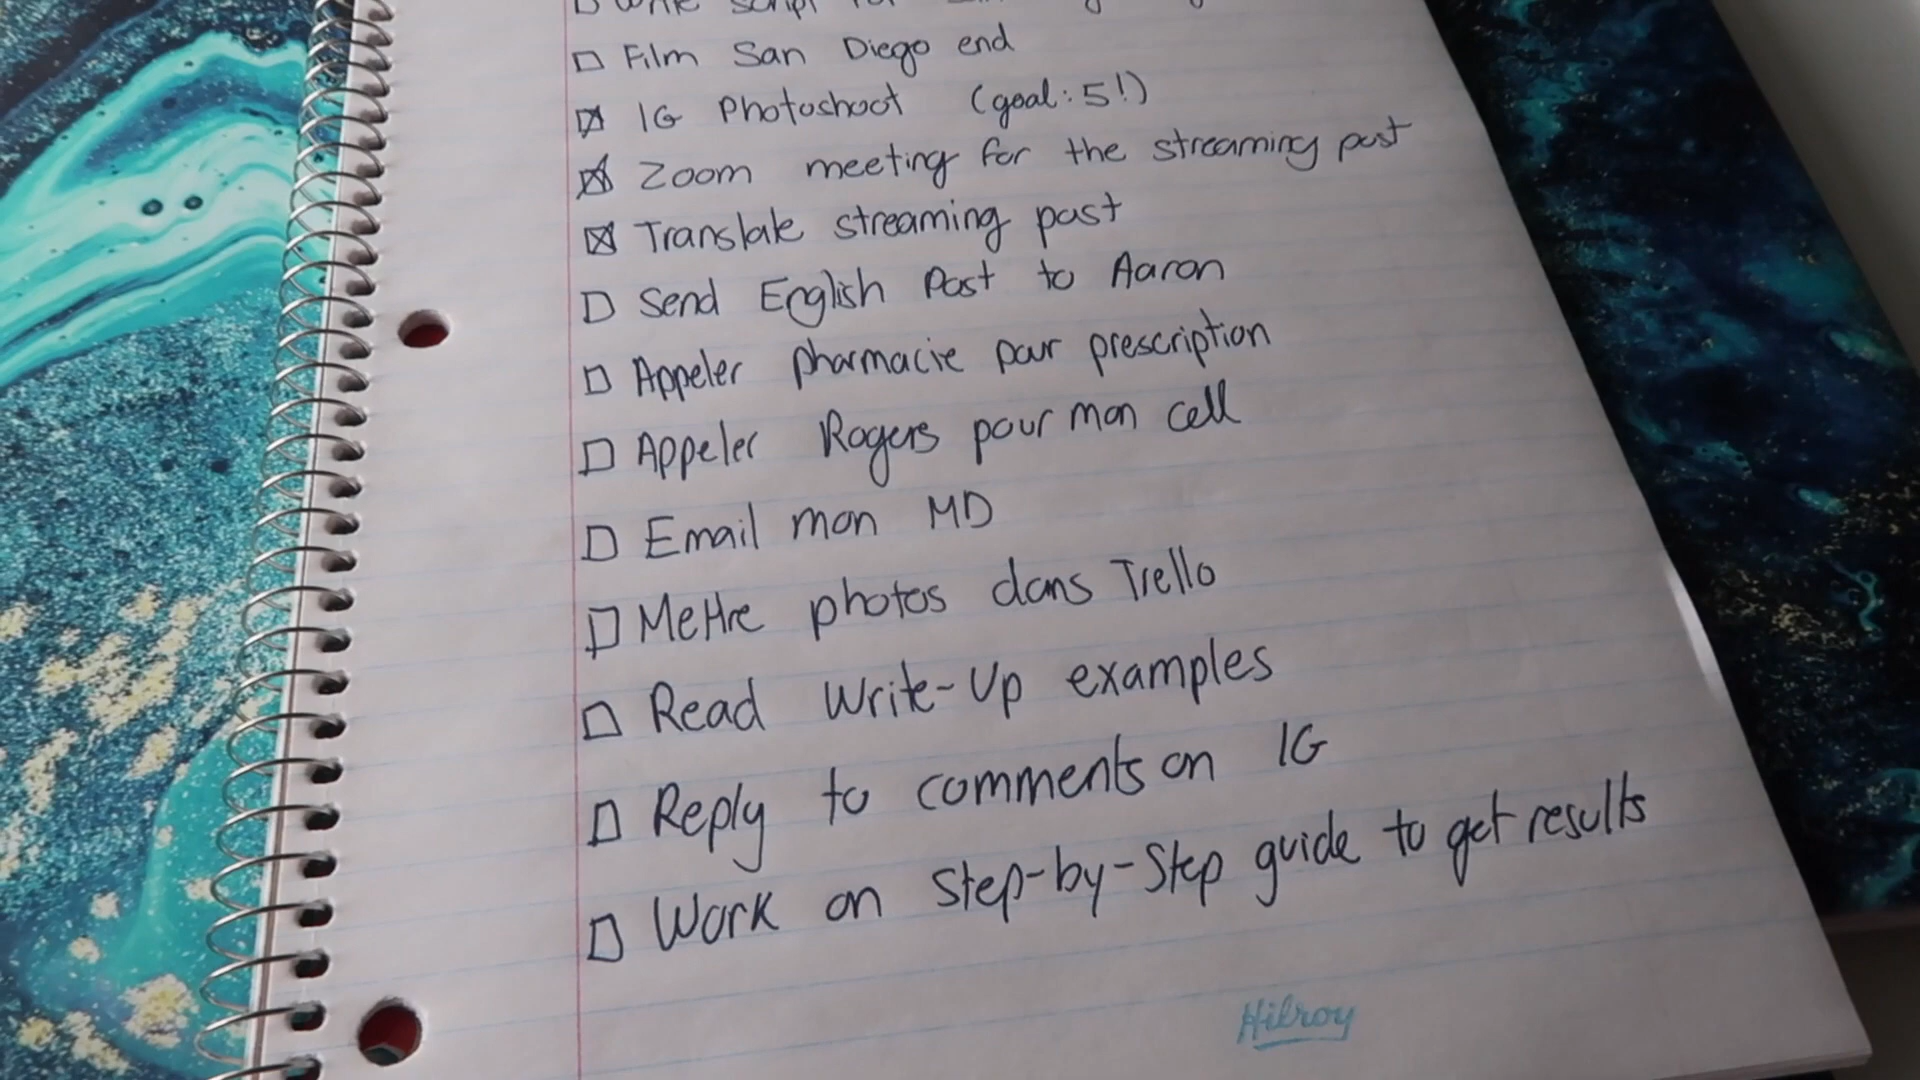 Write script for
☐ Film San Diego end
☒ IG Photoshoot (goal: 5!)
☒ Zoom meeting for the streaming post
☒ Translate streaming post
☐ Send English Post to Aaron
☐ Appeler pharmacie pour prescription
☐ Appeler Rogers pour mon cell
☐ Email mon MD
☐ Mettre photos dans Trello
☐ Read Write-Up examples
☐ Reply to comments on IG
☐ Work on Step-by-Step guide to get results
Hilroy